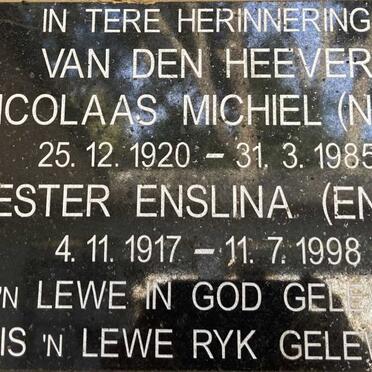 IN TERE HERINNERING
VAN DEN HEEVER
ICOLAAS MICHIEL (N
25. 12. 1920 – 31. 3. 1985
ESTER ENSLINA (EN
4. 11. 1917 – 11. 7. 1998
'N LEWE IN GOD GELE
IS 'N LEWE RYK GELE